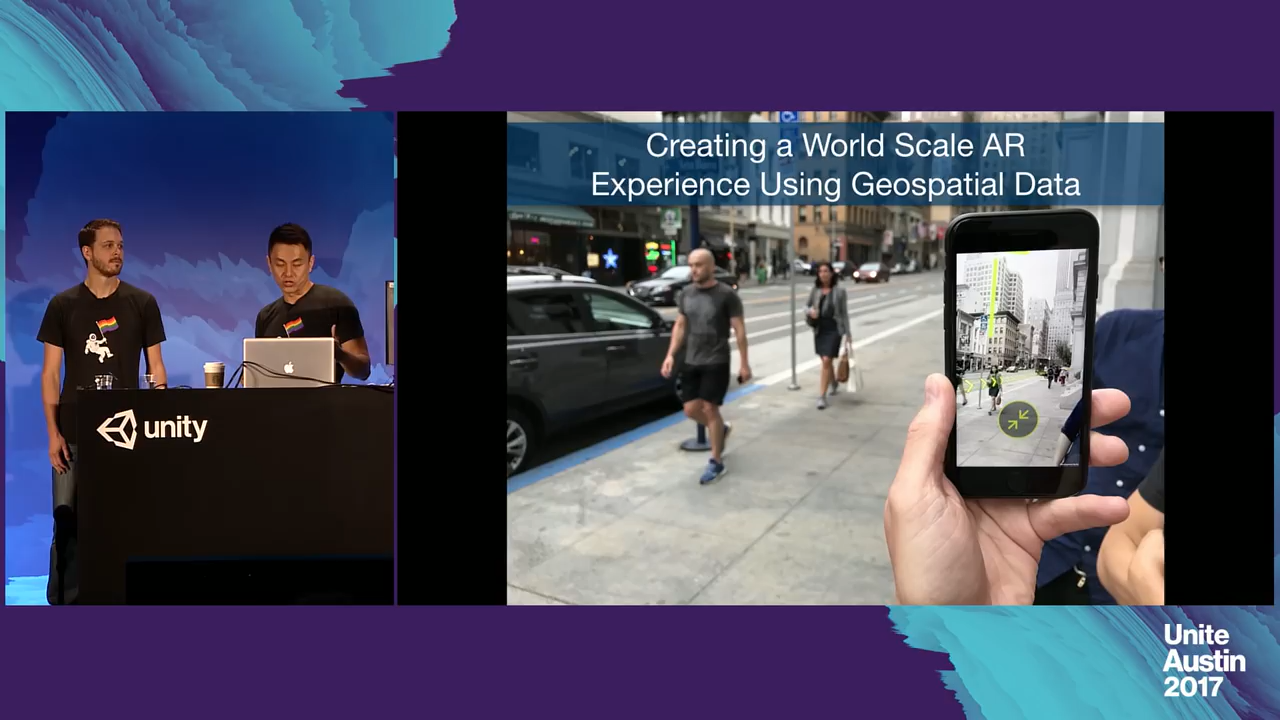 Creating a World Scale AR
Experience Using Geospatial Data
unity
Unite
Austin
2017